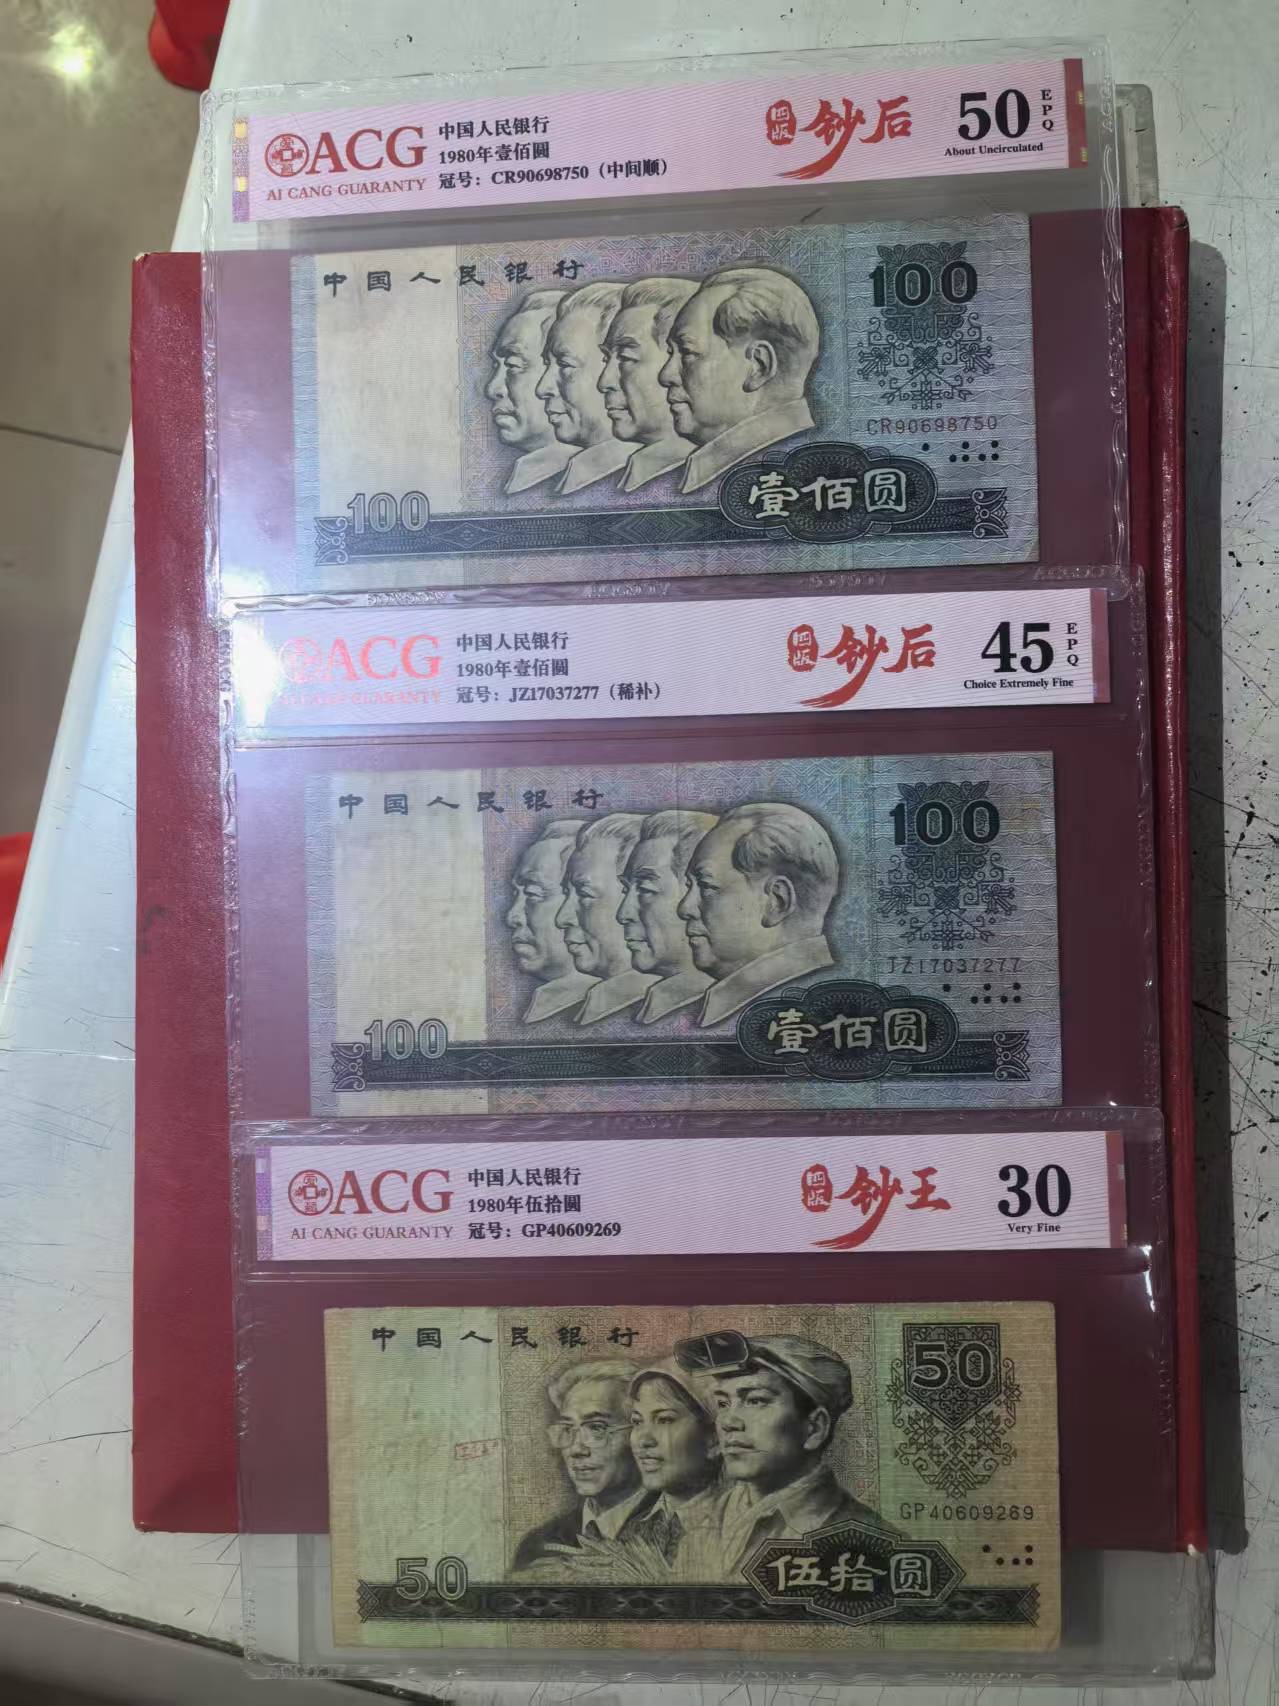 ACG
AI CANG GUARANTY
中国人民银行
1980年壹佰圆
冠号：CR90698750（中间顺）
四版 钞后
50 EPQ
About Uncirculated
中国人民银行
100
CR90698750
100
壹佰圆
ACG
AI CANG GUARANTY
中国人民银行
1980年壹佰圆
冠号：JZ17037277（稀补）
四版 钞后
45 EPQ
Choice Extremely Fine
中国人民银行
100
JZ17037277
100
壹佰圆
ACG
AI CANG GUARANTY
中国人民银行
1980年伍拾圆
冠号：GP40609269
四版 钞王
30
Very Fine
中国人民银行
50
GP40609269
50
伍拾圆